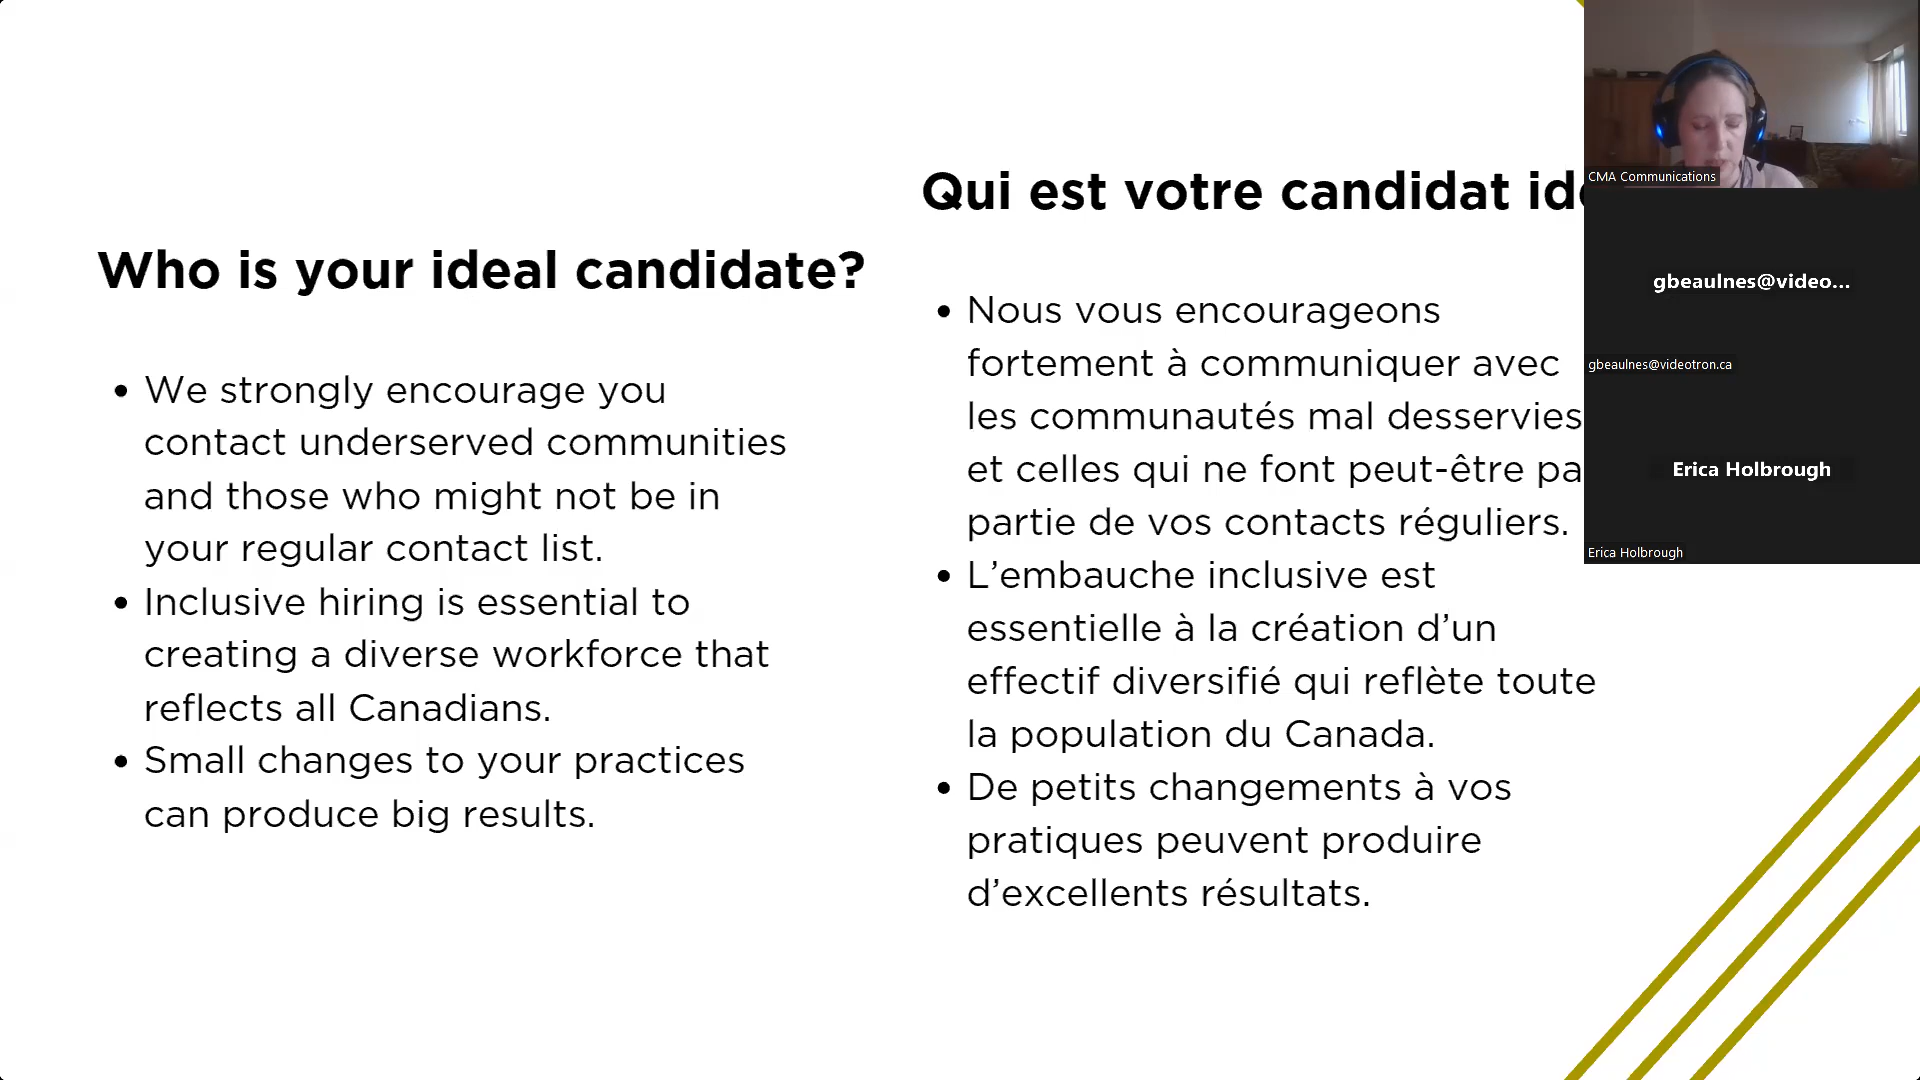 Who is your ideal candidate?
We strongly encourage you
contact underserved communities
and those who might not be in
your regular contact list.
Inclusive hiring is essential to
creating a diverse workforce that
reflects all Canadians.
Small changes to your practices
can produce big results.
Qui est votre candidat
Nous vous encourageons
fortement à communiquer avec
les communautés mal desservies
et celles qui ne font peut-être
partie de vos contacts réguliers.
L’embauche inclusive est
essentielle à la création d’un
effectif diversifié qui reflète toute
la population du Canada.
De petits changements à vos
pratiques peuvent produire
d’excellents résultats.
CMA Communications
gbeaulnes@video...
gbeaulnes@videotron.ca
Erica Holbrough
Erica Holbrough